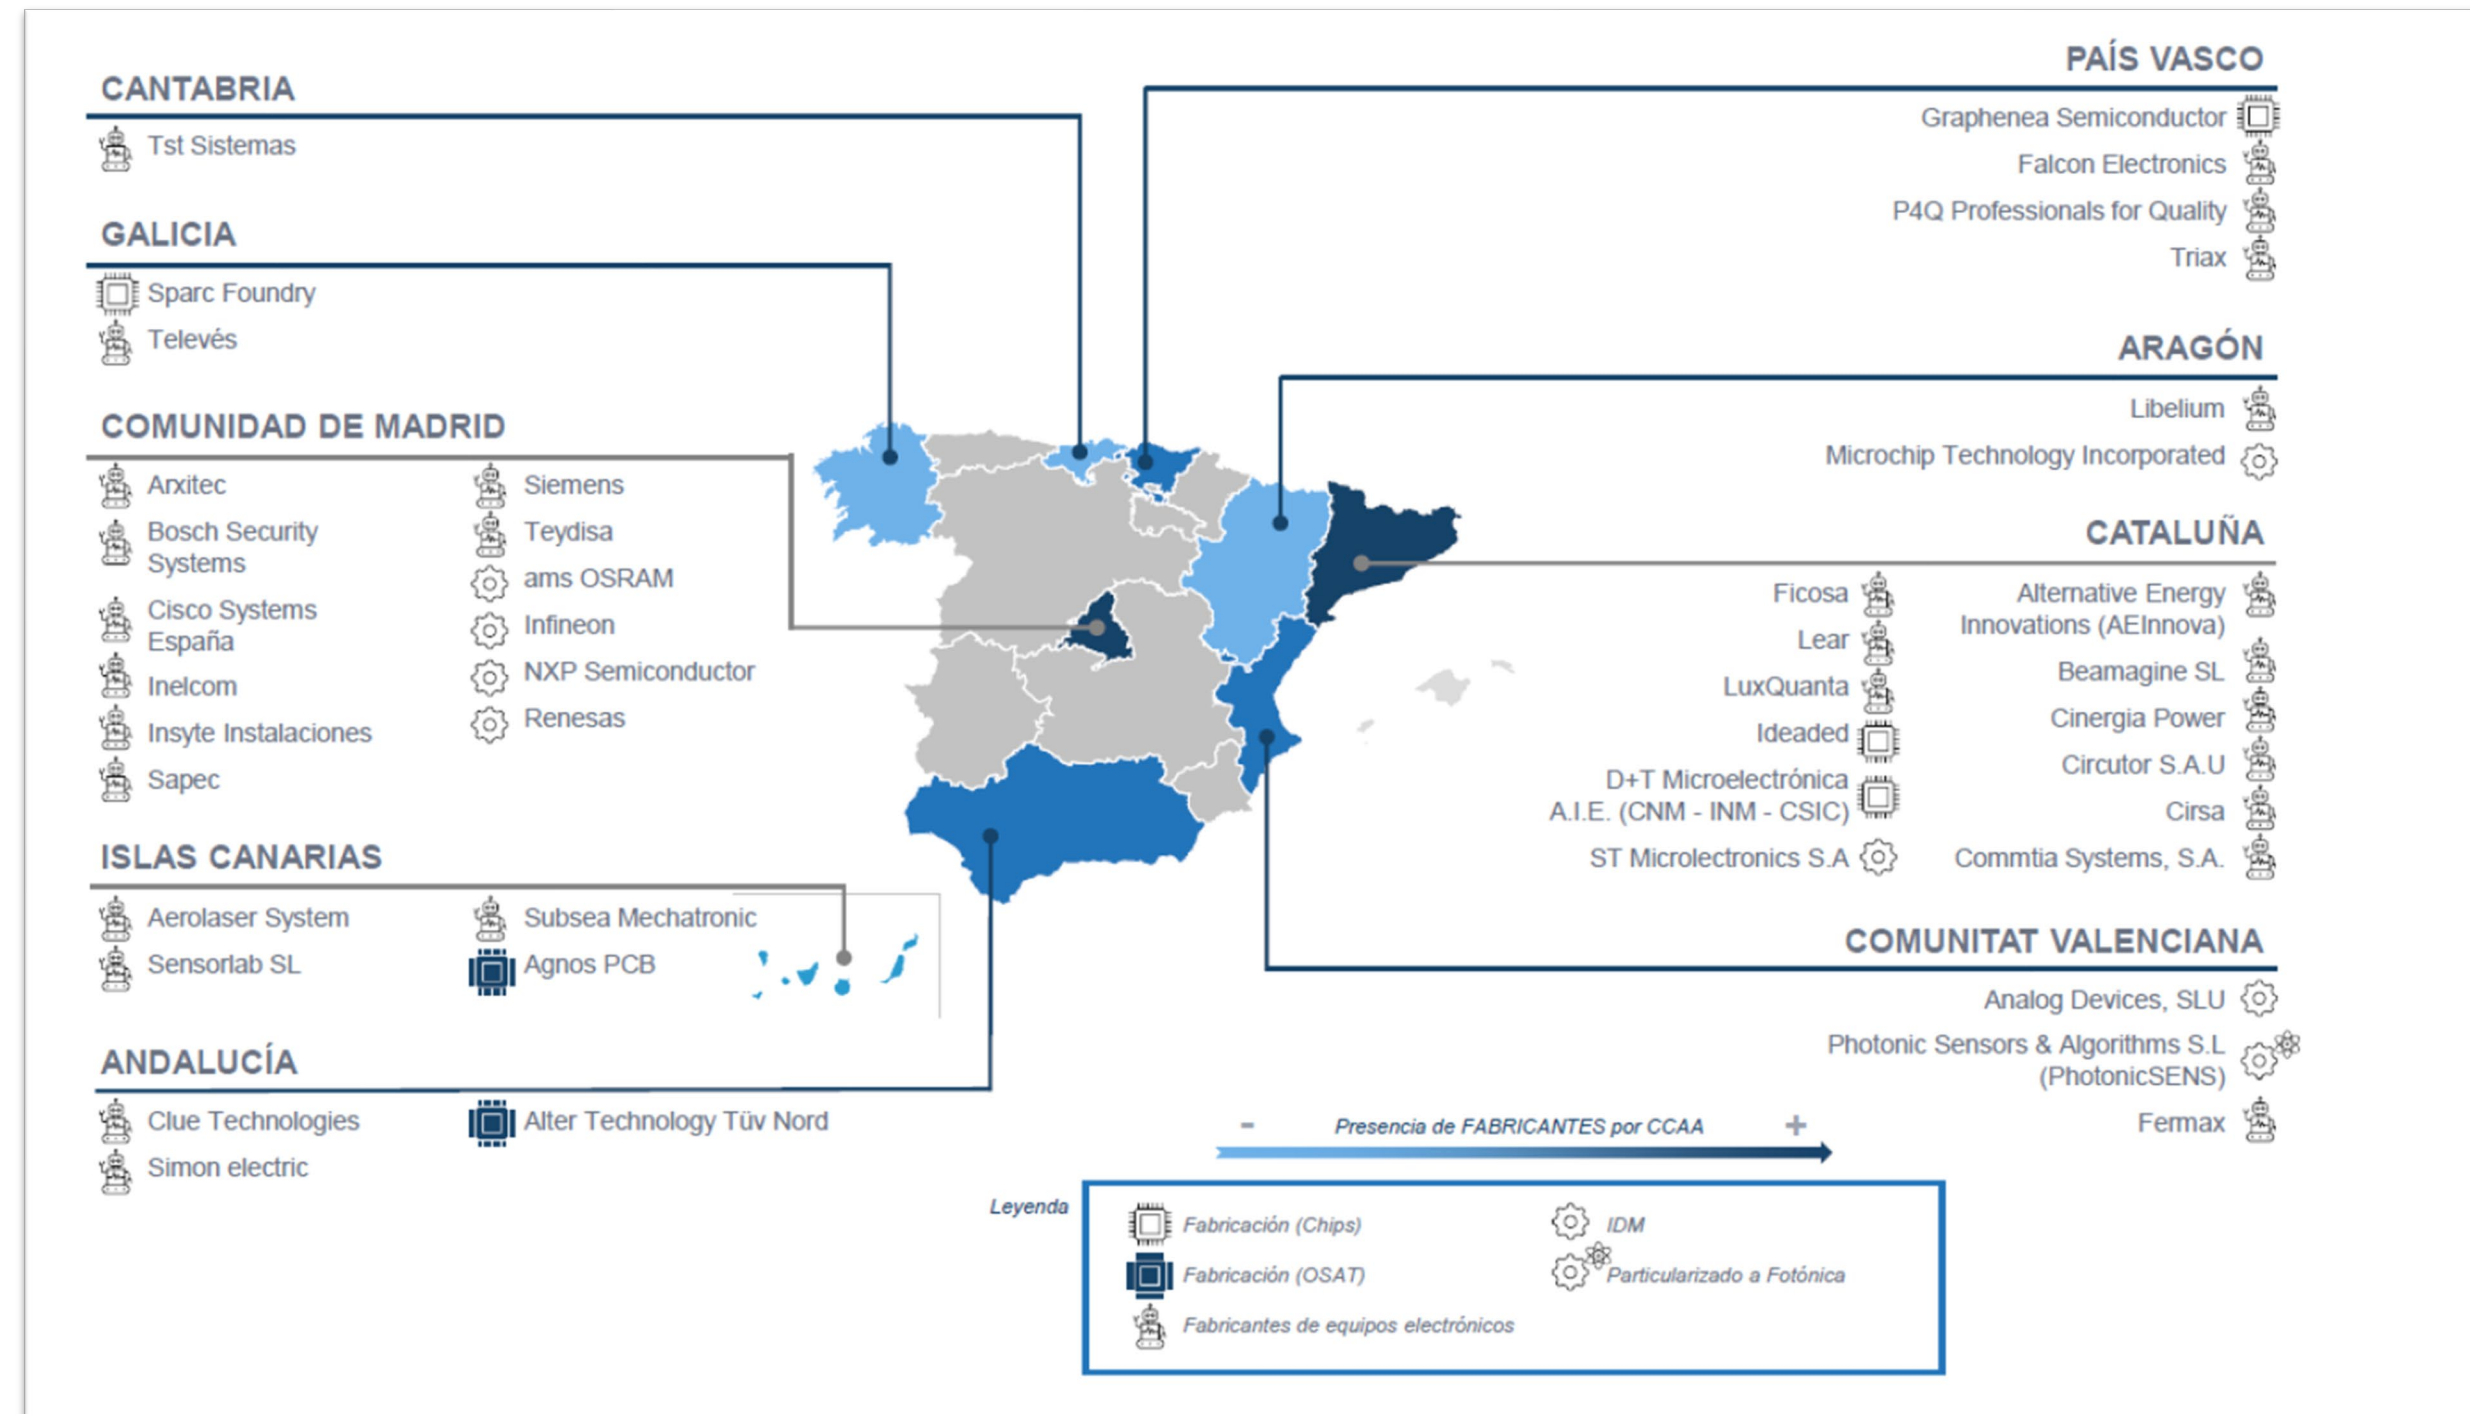 CANTABRIA
Tst Sistemas
GALICIA
Sparc Foundry
Televés
COMUNIDAD DE MADRID
Arxitec
Bosch Security
Systems
Cisco Systems
España
Inelcom
Insyte Instalaciones
Sapec
Siemens
Teydisa
ams OSRAM
Infineon
NXP Semiconductor
Renesas
ISLAS CANARIAS
Aerolaser System
Sensorlab SL
Subsea Mechatronic
Agnos PCB
ANDALUCÍA
Clue Technologies
Simon electric
Alter Technology Tüv Nord
PAÍS VASCO
Graphenea Semiconductor
Falcon Electronics
P4Q Professionals for Quality
Triax
ARAGÓN
Libelium
Microchip Technology Incorporated
CATALUÑA
Ficosa
Lear
LuxQuanta
Ideaded
D+T Microelectrónica
A.I.E. (CNM - INM - CSIC)
ST Microlectronics S.A
Alternative Energy
Innovations (AEInnova)
Beamagine SL
Cinergia Power
Circutor S.A.U
Cirsa
Commtia Systems, S.A.
COMUNITAT VALENCIANA
Analog Devices, SLU
Photonic Sensors & Algorithms S.L
(PhotonicSENS)
Fermax
- Presencia de FABRICANTES por CCAA +
Leyenda
Fabricación (Chips)
Fabricación (OSAT)
Fabricantes de equipos electrónicos
IDM
Particularizado a Fotónica